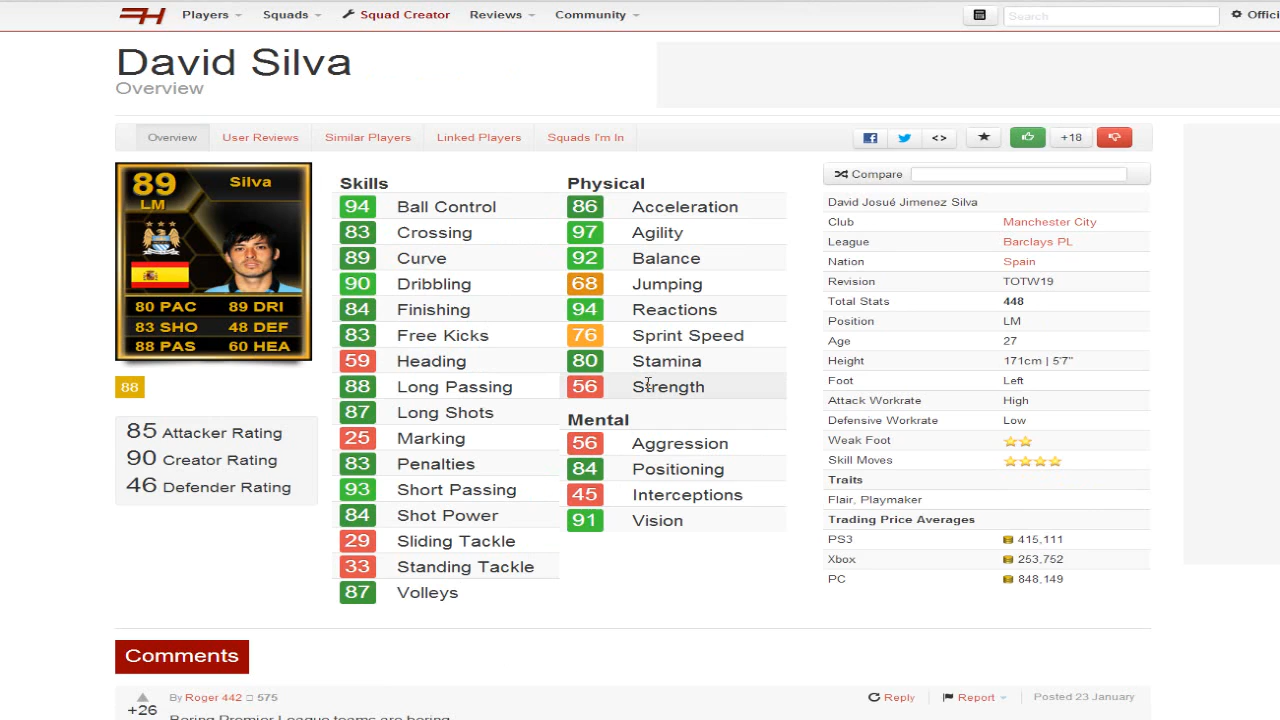 Players Squads Squad Creator Reviews Community Search Offici
David Silva
Overview
Overview User Reviews Similar Players Linked Players Squads I'm In <> +18
89 Silva
LM
80 PAC 89 DRI
83 SHO 48 DEF
88 PAS 60 HEA
88
85 Attacker Rating
90 Creator Rating
46 Defender Rating
Skills
94 Ball Control
83 Crossing
89 Curve
90 Dribbling
84 Finishing
83 Free Kicks
59 Heading
88 Long Passing
87 Long Shots
25 Marking
83 Penalties
93 Short Passing
84 Shot Power
29 Sliding Tackle
33 Standing Tackle
87 Volleys
Physical
86 Acceleration
97 Agility
92 Balance
68 Jumping
94 Reactions
76 Sprint Speed
80 Stamina
56 Strength
Mental
56 Aggression
84 Positioning
45 Interceptions
91 Vision
Compare
David Josué Jimenez Silva
Club Manchester City
League Barclays PL
Nation Spain
Revision TOTW19
Total Stats 448
Position LM
Age 27
Height 171cm | 5'7"
Foot Left
Attack Workrate High
Defensive Workrate Low
Weak Foot
Skill Moves
Traits
Flair, Playmaker
Trading Price Averages
PS3 415,111
Xbox 253,752
PC 848,149
Comments
+26 By Roger 442 575 Reply Report Posted 23 January
Boring Premier League teams are boring